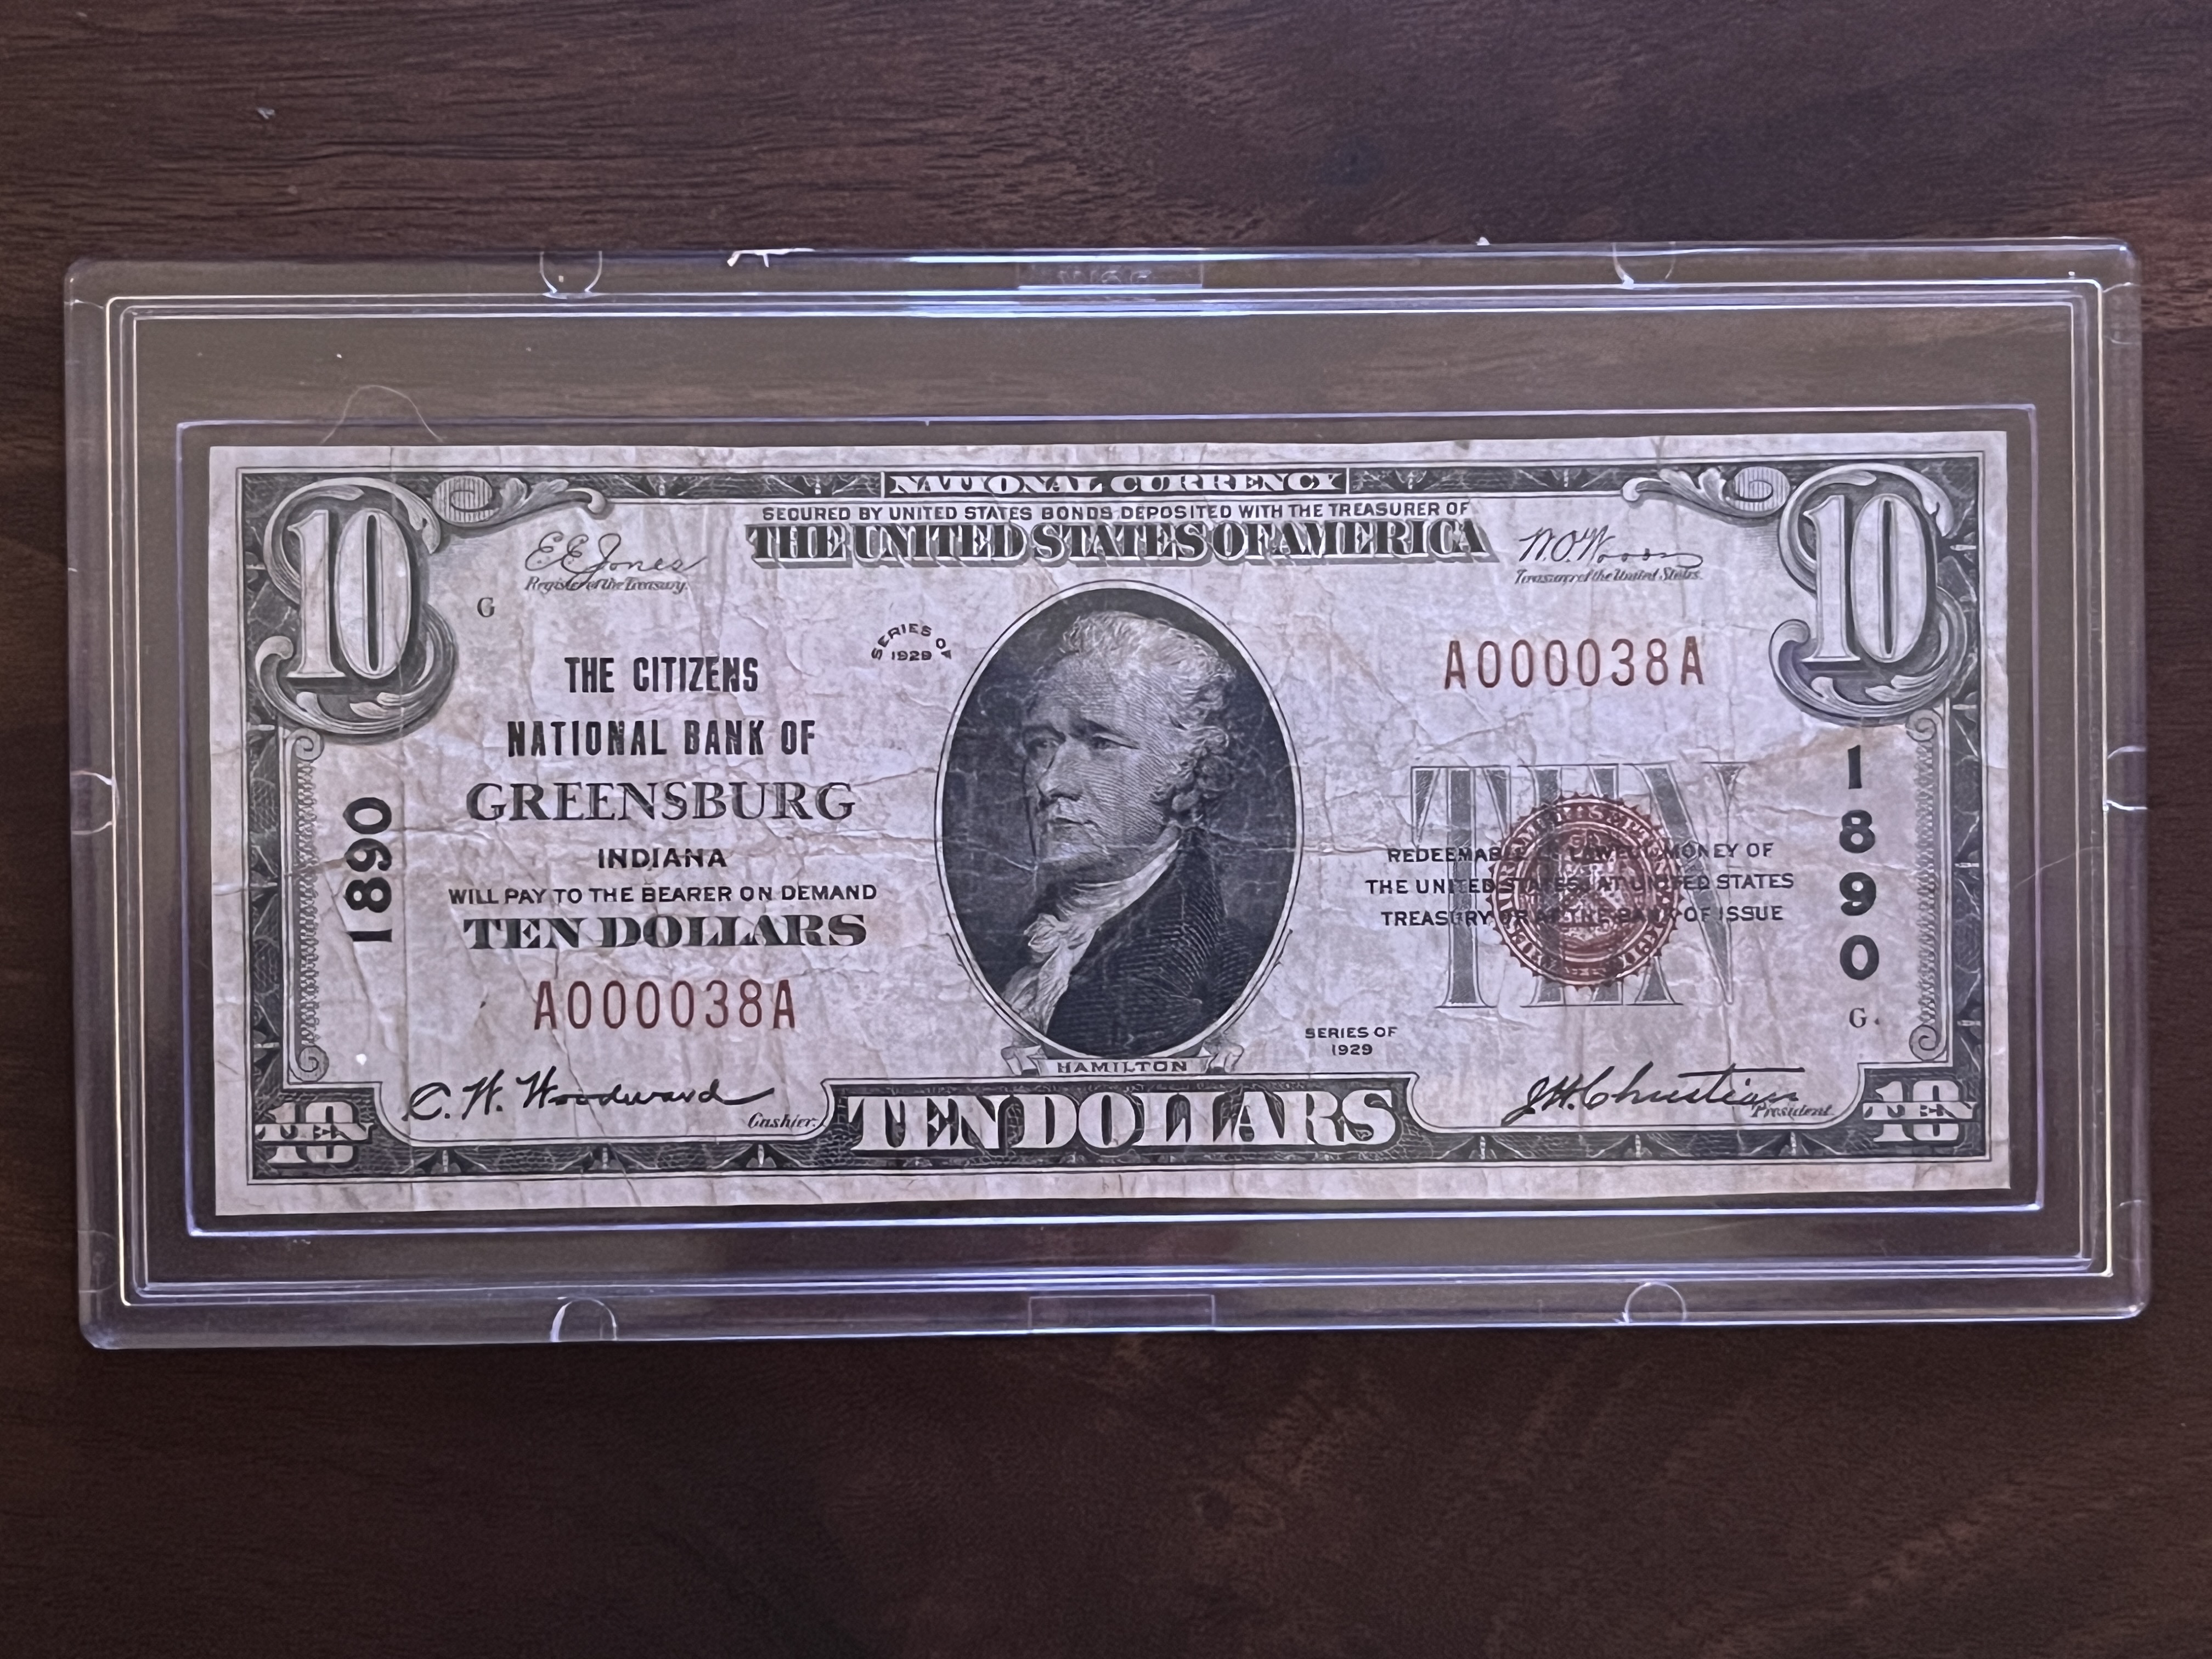 NATIONAL CURRENCY
SECURED BY UNITED STATES BONDS DEPOSITED WITH THE TREASURER OF
THE UNITED STATES OF AMERICA
10
10
E E Jones
Register of the Treasury.
W.O. Woods
Treasurer of the United States.
G
SERIES OF
1929
A000038A
THE CITIZENS
NATIONAL BANK OF
GREENSBURG
INDIANA
WILL PAY TO THE BEARER ON DEMAND
TEN DOLLARS
A000038A
1890
1890
TEN
REDEEMABLE IN LAWFUL MONEY OF
THE UNITED STATES AT UNITED STATES
TREASURY OR AT THE BANK OF ISSUE
G
SERIES OF
1929
HAMILTON
C. W. Woodward
Cashier.
J.H. Christian
President.
10
TEN
TEN DOLLARS
10
TEN